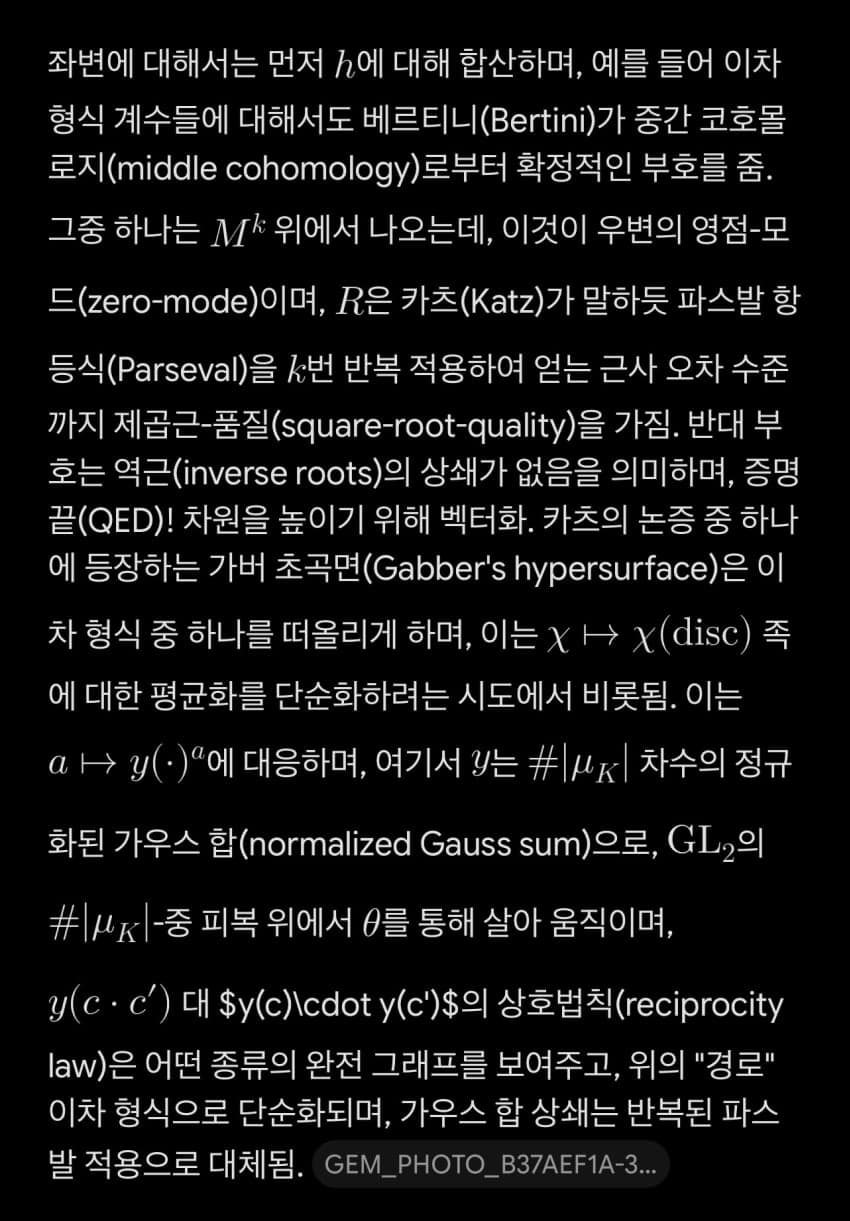 좌변에 대해서는 먼저 h에 대해 합산하며, 예를 들어 이차
형식 계수들에 대해서도 베르티니(Bertini)가 중간 코호몰
로지(middle cohomology)로부터 확정적인 부호를 줌.
그중 하나는 M^k 위에서 나오는데, 이것이 우변의 영점-모
드(zero-mode)이며, R은 카츠(Katz)가 말하듯 파스발 항
등식(Parseval)을 k번 반복 적용하여 얻는 근사 오차 수준
까지 제곱근-품질(square-root-quality)을 가짐. 반대 부
호는 역근(inverse roots)의 상쇄가 없음을 의미하며, 증명
끝(QED)! 차원을 높이기 위해 벡터화. 카츠의 논증 중 하나
에 등장하는 가버 초곡면(Gabber's hypersurface)은 이
차 형식 중 하나를 떠올리게 하며, 이는 χ ↦ χ(disc) 족
에 대한 평균화를 단순화하려는 시도에서 비롯됨. 이는
a ↦ y(·)^a에 대응하며, 여기서 y는 #|μ_K| 차수의 정규
화된 가우스 합(normalized Gauss sum)으로, GL_2의
#|μ_K|-중 피복 위에서 θ를 통해 살아 움직이며,
y(c · c′) 대 $y(c)\cdot y(c')$의 상호법칙(reciprocity
law)은 어떤 종류의 완전 그래프를 보여주고, 위의 "경로"
이차 형식으로 단순화되며, 가우스 합 상쇄는 반복된 파스
발 적용으로 대체됨. GEM_PHOTO_B37AEF1A-3...